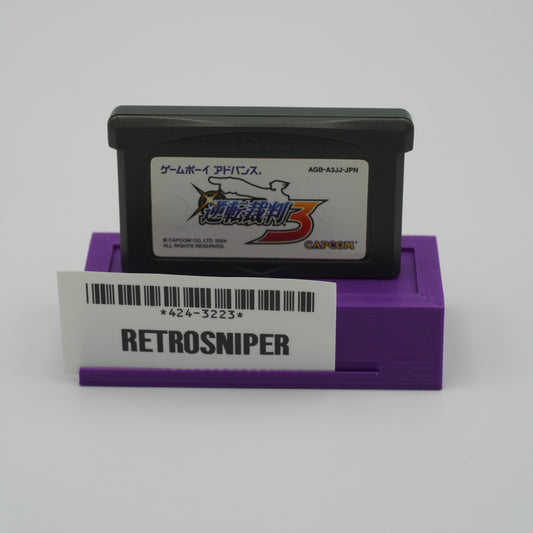 ゲームボーイ アドバンス®
AGB-A3JJ-JPN
逆転裁判3
© CAPCOM CO., LTD. 2004
ALL RIGHTS RESERVED.
CAPCOM
*424-3223*
RETROSNIPER